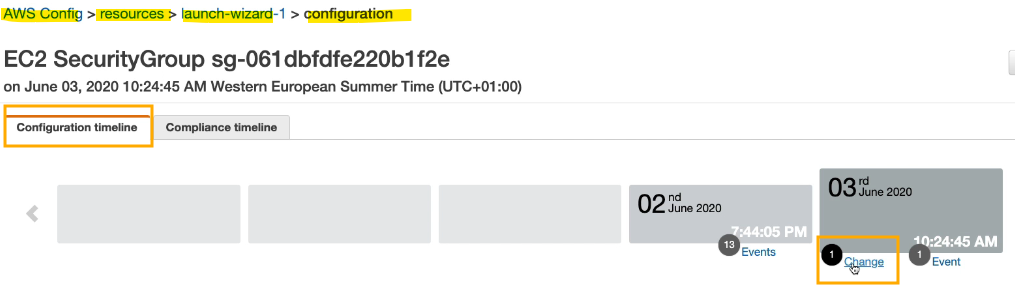 AWS Config > resources > launch-wizard-1 > configuration
EC2 SecurityGroup sg-061dbfdfe220b1f2e
on June 03, 2020 10:24:45 AM Western European Summer Time (UTC+01:00)
Configuration timeline
Compliance timeline
02 nd June 2020
7:44:05 PM
13 Events
03 rd June 2020
10:24:45 AM
1 Change
1 Event